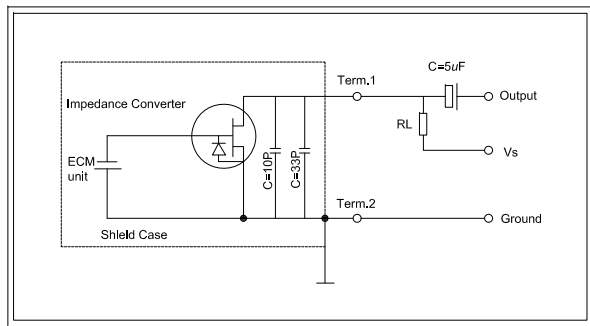 C=5uF
Term.1
Output
Impedance Converter
RL
ECM
unit
C=10P
C=33P
Vs
Term.2
Ground
Shield Case